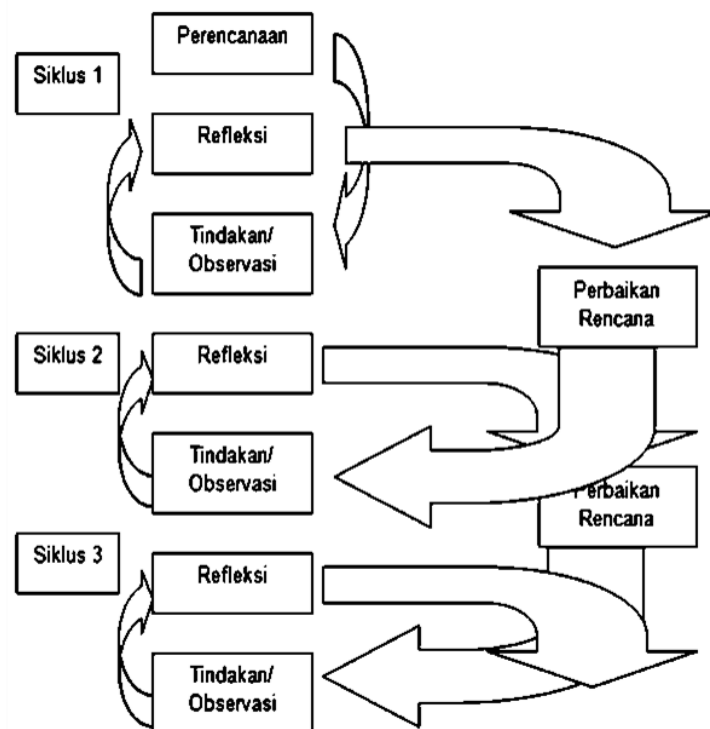 Perencanaan
Siklus 1
Refleksi
Tindakan/
Observasi
Perbaikan
Rencana
Siklus 2
Refleksi
Tindakan/
Observasi
Perbaikan
Rencana
Siklus 3
Refleksi
Tindakan/
Observasi